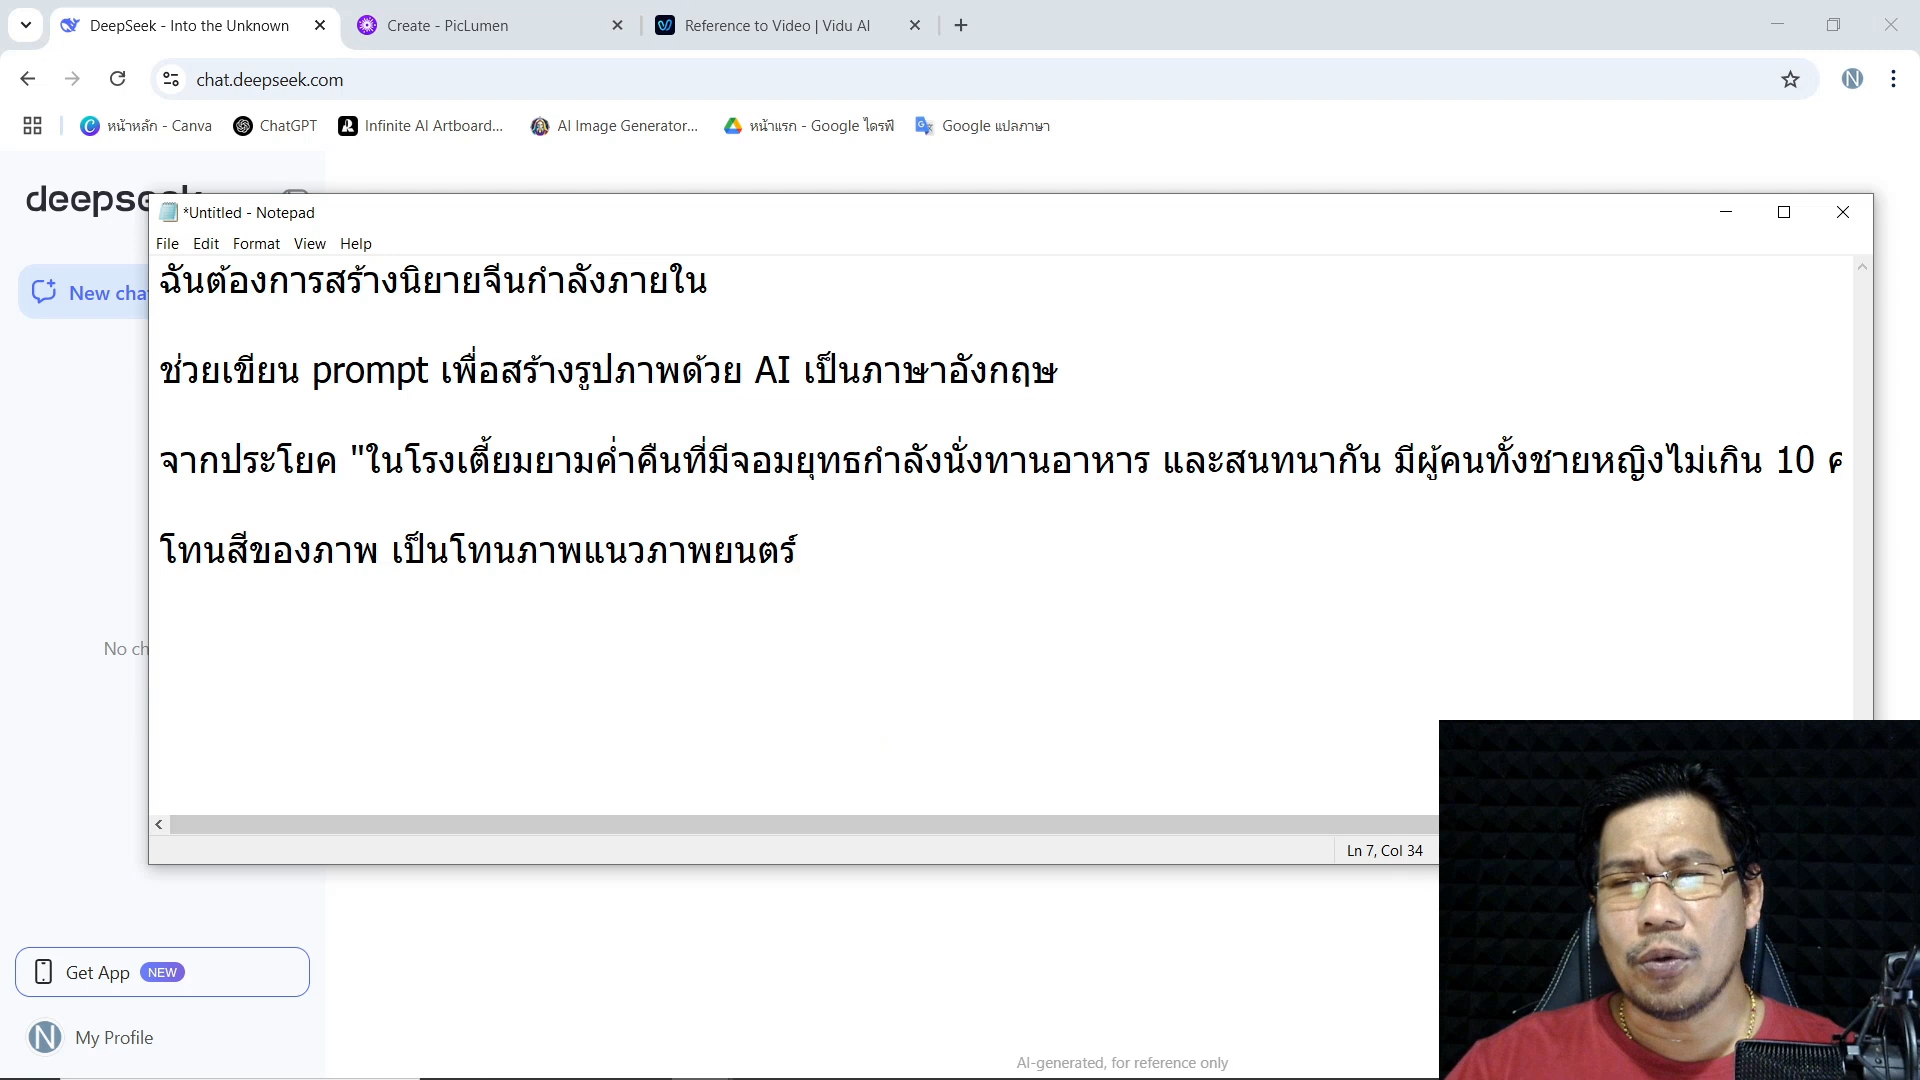 DeepSeek - Into the Unknown
Create - PicLumen
Reference to Video | Vidu AI
chat.deepseek.com
N
หน้าหลัก - Canva
ChatGPT
Infinite AI Artboard...
AI Image Generator...
หน้าแรก - Google ไดรฟ์
Google แปลภาษา
*Untitled - Notepad
File Edit Format View Help
New cha
ฉันต้องการสร้างนิยายจีนกำลังภายใน
ช่วยเขียน prompt เพื่อสร้างรูปภาพด้วย AI เป็นภาษาอังกฤษ
จากประโยค "ในโรงเตี้ยมยามค่ำคืนที่มีจอมยุทธกำลังนั่งทานอาหาร และสนทนากัน มีผู้คนทั้งชายหญิงไม่เกิน 10 ค
โทนสีของภาพ เป็นโทนภาพแนวภาพยนตร์
No ch
Ln 7, Col 34
Get App NEW
N My Profile
AI-generated, for reference only